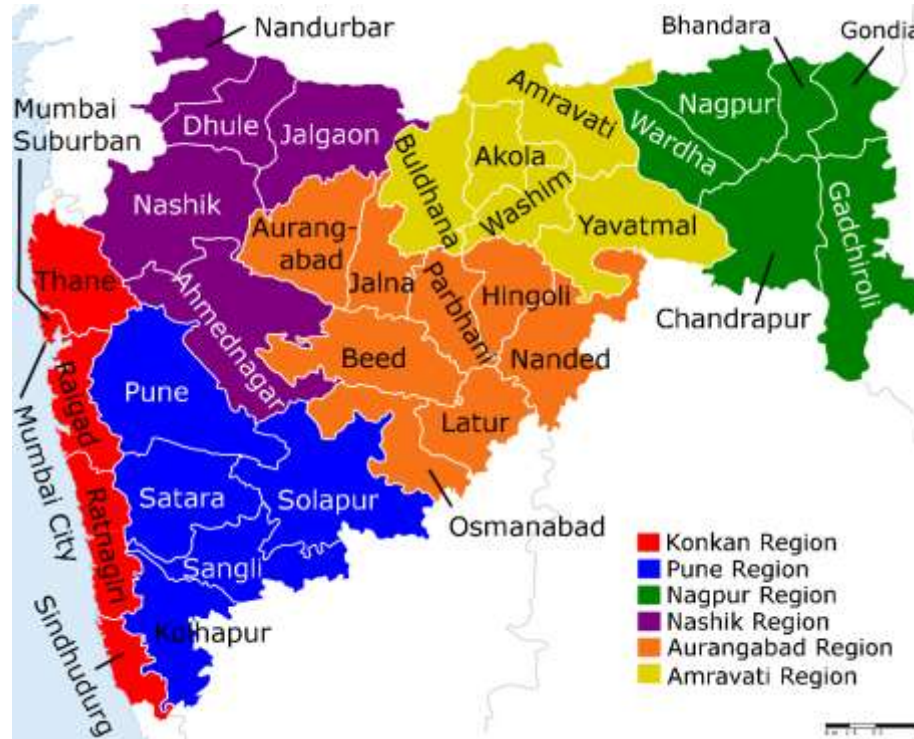 Nandurbar
Bhandara
Gondia
Mumbai
Suburban
Dhule
Jalgaon
Nashik
Buldhana
Akola
Amravati
Washim
Yavatmal
Nagpur
Wardha
Gadchiroli
Chandrapur
Aurang-
abad
Jalna
Parbhani
Hingoli
Nanded
Beed
Latur
Osmanabad
Thane
Ahmednagar
Pune
Raigad
Mumbai City
Satara
Solapur
Ratnagiri
Sangli
Kolhapur
Sindhudurg
Konkan Region
Pune Region
Nagpur Region
Nashik Region
Aurangabad Region
Amravati Region